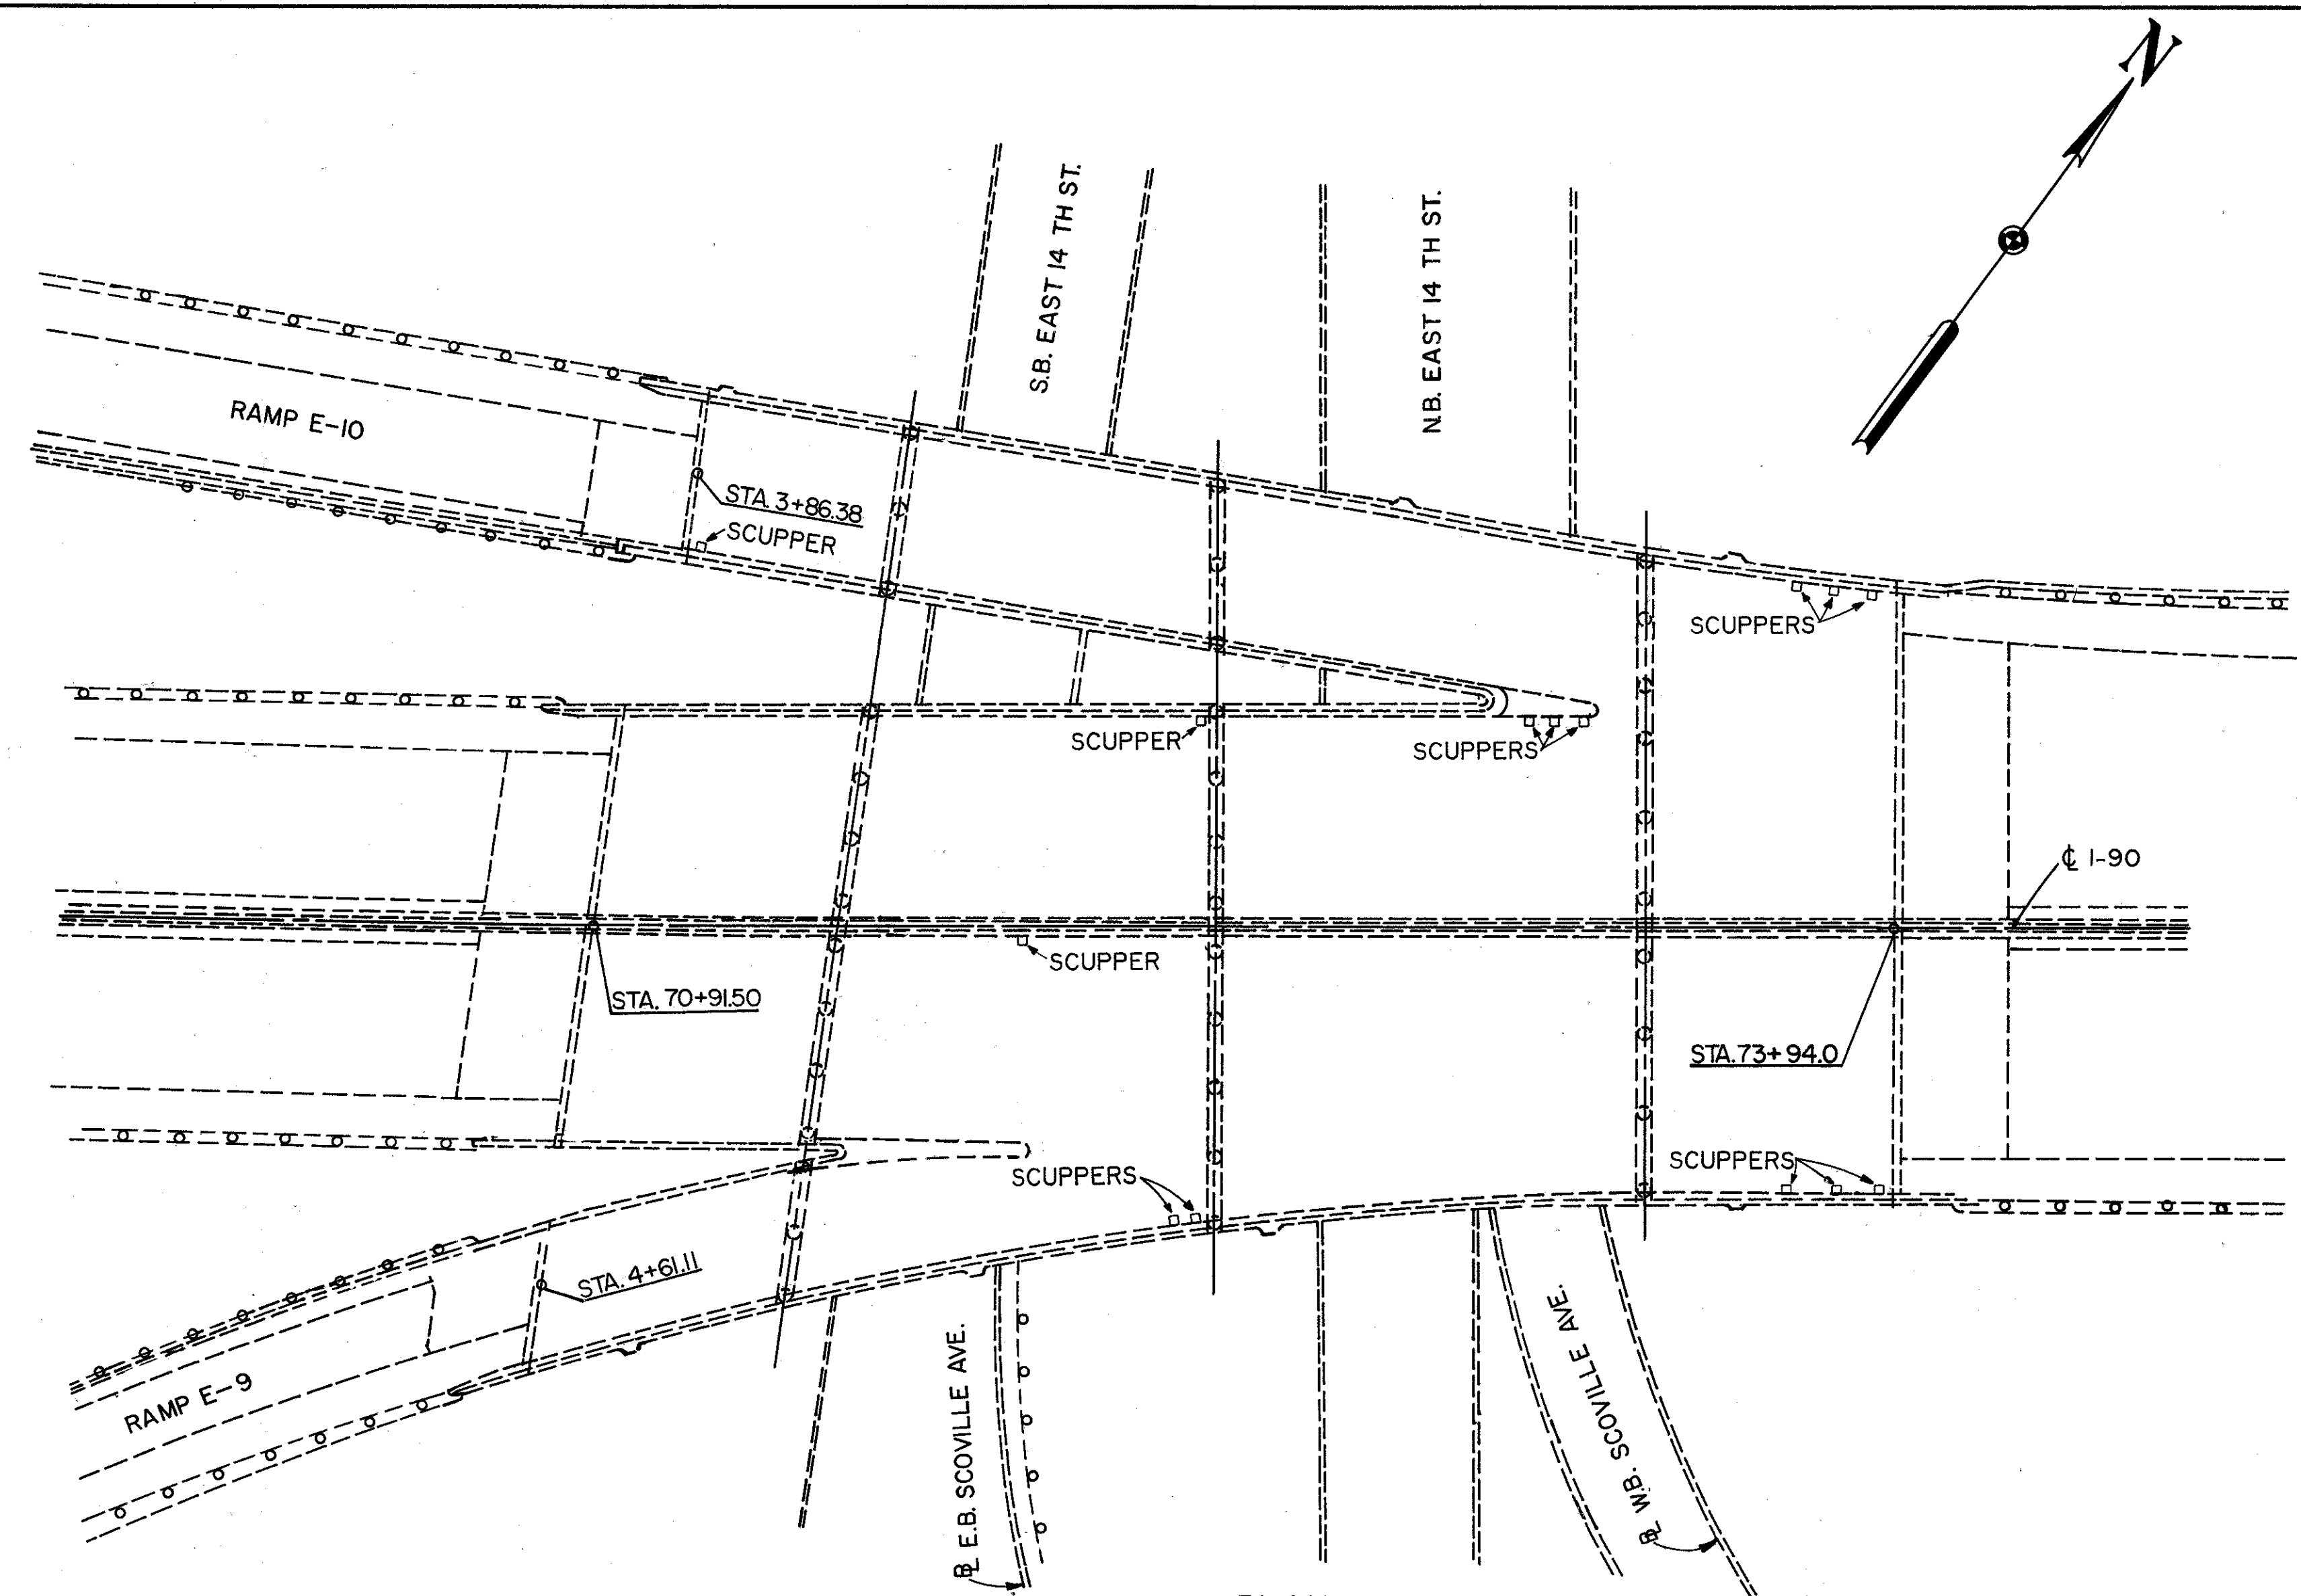 N
S.B. EAST 14 TH ST.
N.B. EAST 14 TH ST.
RAMP E-10
STA. 3+86.38
SCUPPER
SCUPPERS
SCUPPER
SCUPPERS
℄ I-90
SCUPPER
STA. 70+91.50
STA. 73+94.0
SCUPPERS
SCUPPERS
STA. 4+61.11
RAMP E-9
BL E.B. SCOVILLE AVE.
BL W.B. SCOVILLE AVE.